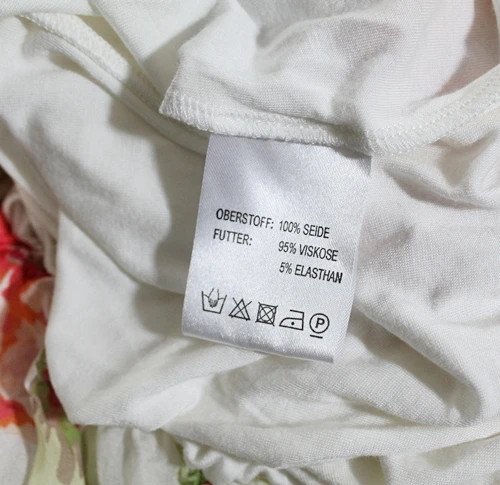 OBERSTOFF: 100% SEIDE
FUTTER: 95% VISKOSE
5% ELASTHAN
P